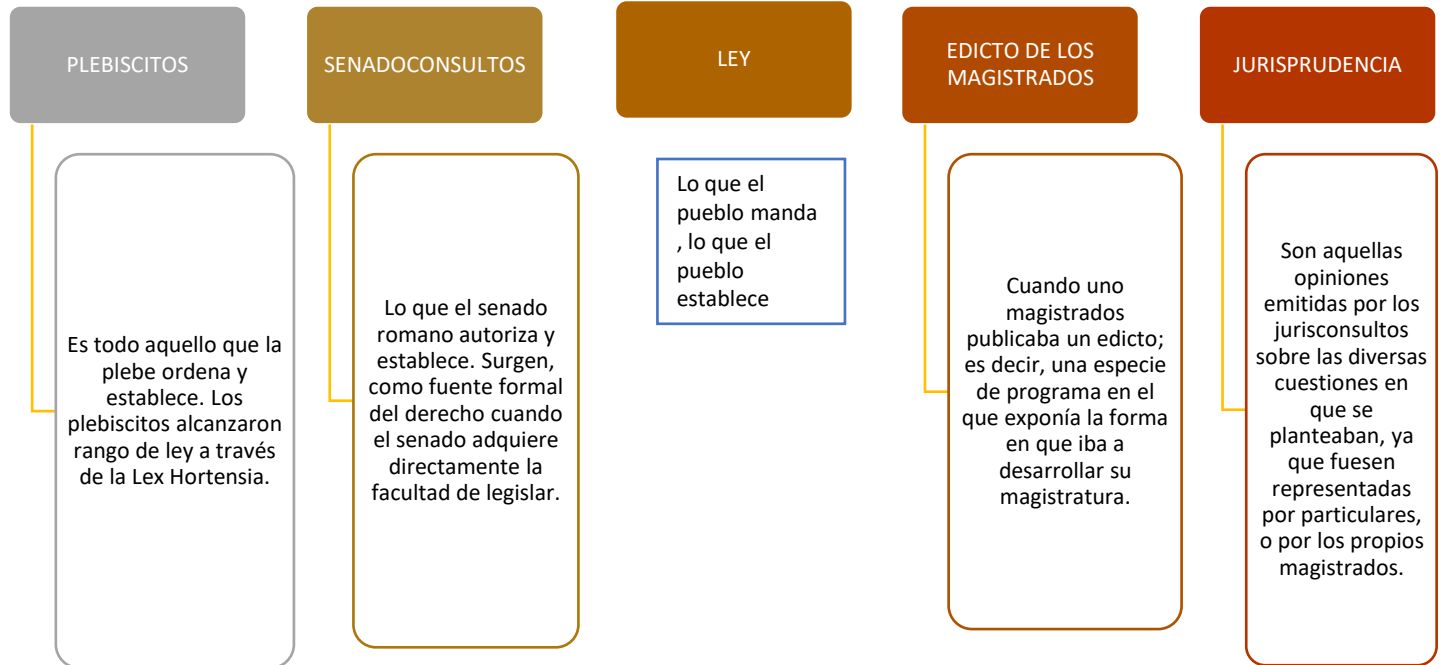 PLEBISCITOS
Es todo aquello que la
plebe ordena y
establece. Los
plebiscitos alcanzaron
rango de ley a través
de la Lex Hortensia.
SENADOCONSULTOS
Lo que el senado
romano autoriza y
establece. Surgen,
como fuente formal
del derecho cuando
el senado adquiere
directamente la
facultad de legislar.
LEY
Lo que el
pueblo manda
, lo que el
pueblo
establece
EDICTO DE LOS
MAGISTRADOS
Cuando uno
magistrados
publicaba un edicto;
es decir, una especie
de programa en el
que exponía la forma
en que iba a
desarrollar su
magistratura.
JURISPRUDENCIA
Son aquellas
opiniones
emitidas por los
jurisconsultos
sobre las diversas
cuestiones en
que se
planteaban, ya
que fuesen
representadas
por particulares,
o por los propios
magistrados.